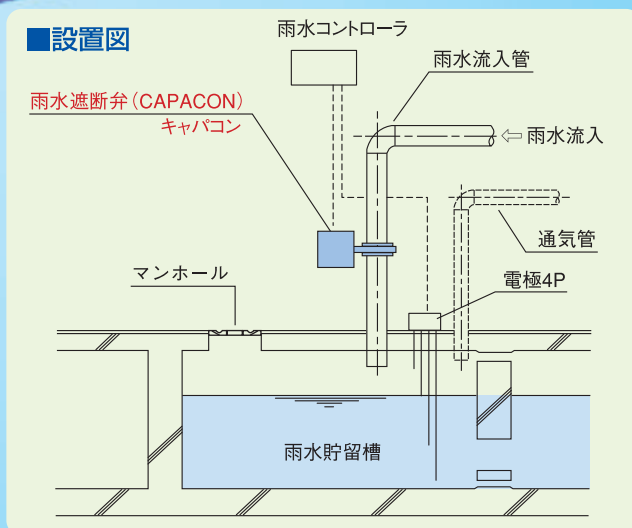 ■設置図
雨水コントローラ
雨水流入管
雨水遮断弁(CAPACON)
キャパコン
⇦ 雨水流入
通気管
マンホール
電極4P
雨水貯留槽